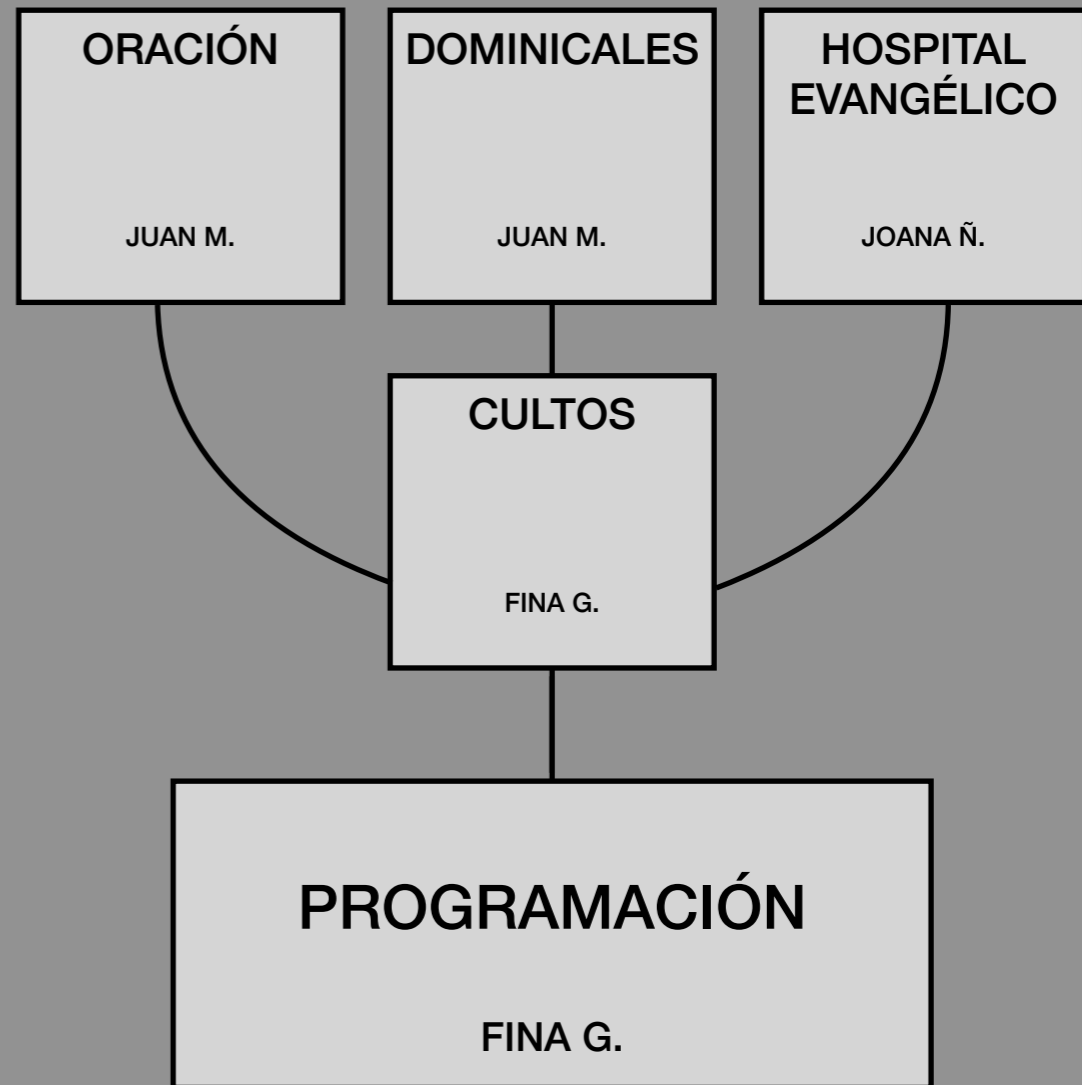 ORACIÓN
JUAN M.
DOMINICALES
JUAN M.
HOSPITAL
EVANGÉLICO
JOANA Ñ.
CULTOS
FINA G.
PROGRAMACIÓN
FINA G.